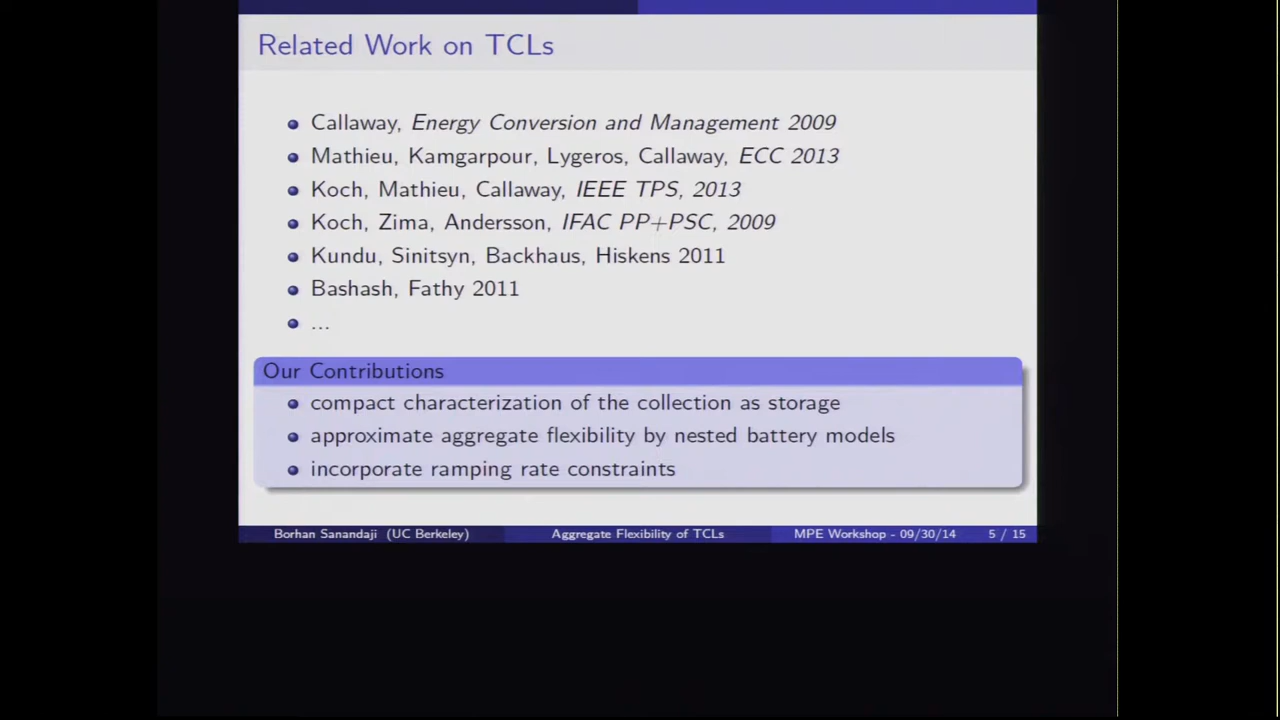 Related Work on TCLs
Callaway, Energy Conversion and Management 2009
Mathieu, Kamgarpour, Lygeros, Callaway, ECC 2013
Koch, Mathieu, Callaway, IEEE TPS, 2013
Koch, Zima, Andersson, IFAC PP+PSC, 2009
Kundu, Sinitsyn, Backhaus, Hiskens 2011
Bashash, Fathy 2011
...
Our Contributions
compact characterization of the collection as storage
approximate aggregate flexibility by nested battery models
incorporate ramping rate constraints
Borhan Sanandaji (UC Berkeley) Aggregate Flexibility of TCLs MPE Workshop - 09/30/14 5 / 15